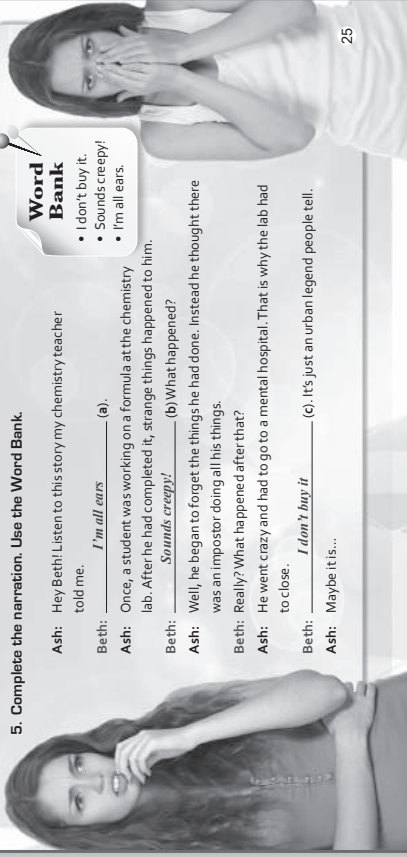 5. Complete the narration. Use the Word Bank.
Word
Bank
• I don't buy it.
• Sounds creepy!
• I'm all ears.
Ash: Hey Beth! Listen to this story my chemistry teacher
told me.
Beth: I'm all ears (a).
Ash: Once, a student was working on a formula at the chemistry
lab. After he had completed it, strange things happened to him.
Beth: Sounds creepy! (b) What happened?
Ash: Well, he began to forget the things he had done. Instead he thought there
was an impostor doing all his things.
Beth: Really? What happened after that?
Ash: He went crazy and had to go to a mental hospital. That is why the lab had
to close.
Beth: I don't buy it (c). It's just an urban legend people tell.
Ash: Maybe it is...
25